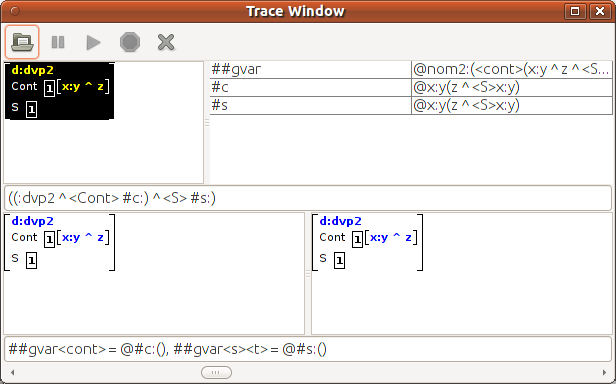 Trace Window
d:dvp2
Cont 1 [x:y ^ z]
S 1
##gvar @nom2:(<cont>(x:y ^ z ^ <S...
#c @x:y(z ^ <S>x:y)
#s @x:y(z ^ <S>x:y)
((:dvp2 ^ <Cont> #c:) ^ <S> #s:)
d:dvp2
Cont 1 [x:y ^ z]
S 1
d:dvp2
Cont 1 [x:y ^ z]
S 1
##gvar<cont>= @#c:(), ##gvar<s><t>= @#s:()